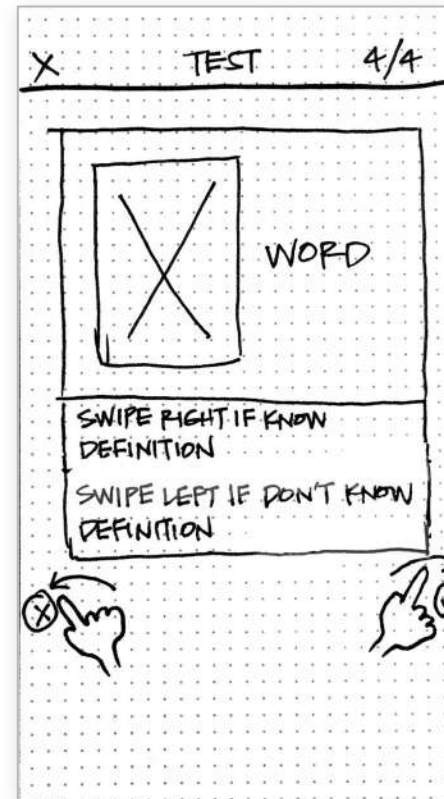 X TEST 4/4
WORD
SWIPE RIGHT IF KNOW
DEFINITION
SWIPE LEFT IF DON'T KNOW
DEFINITION
X